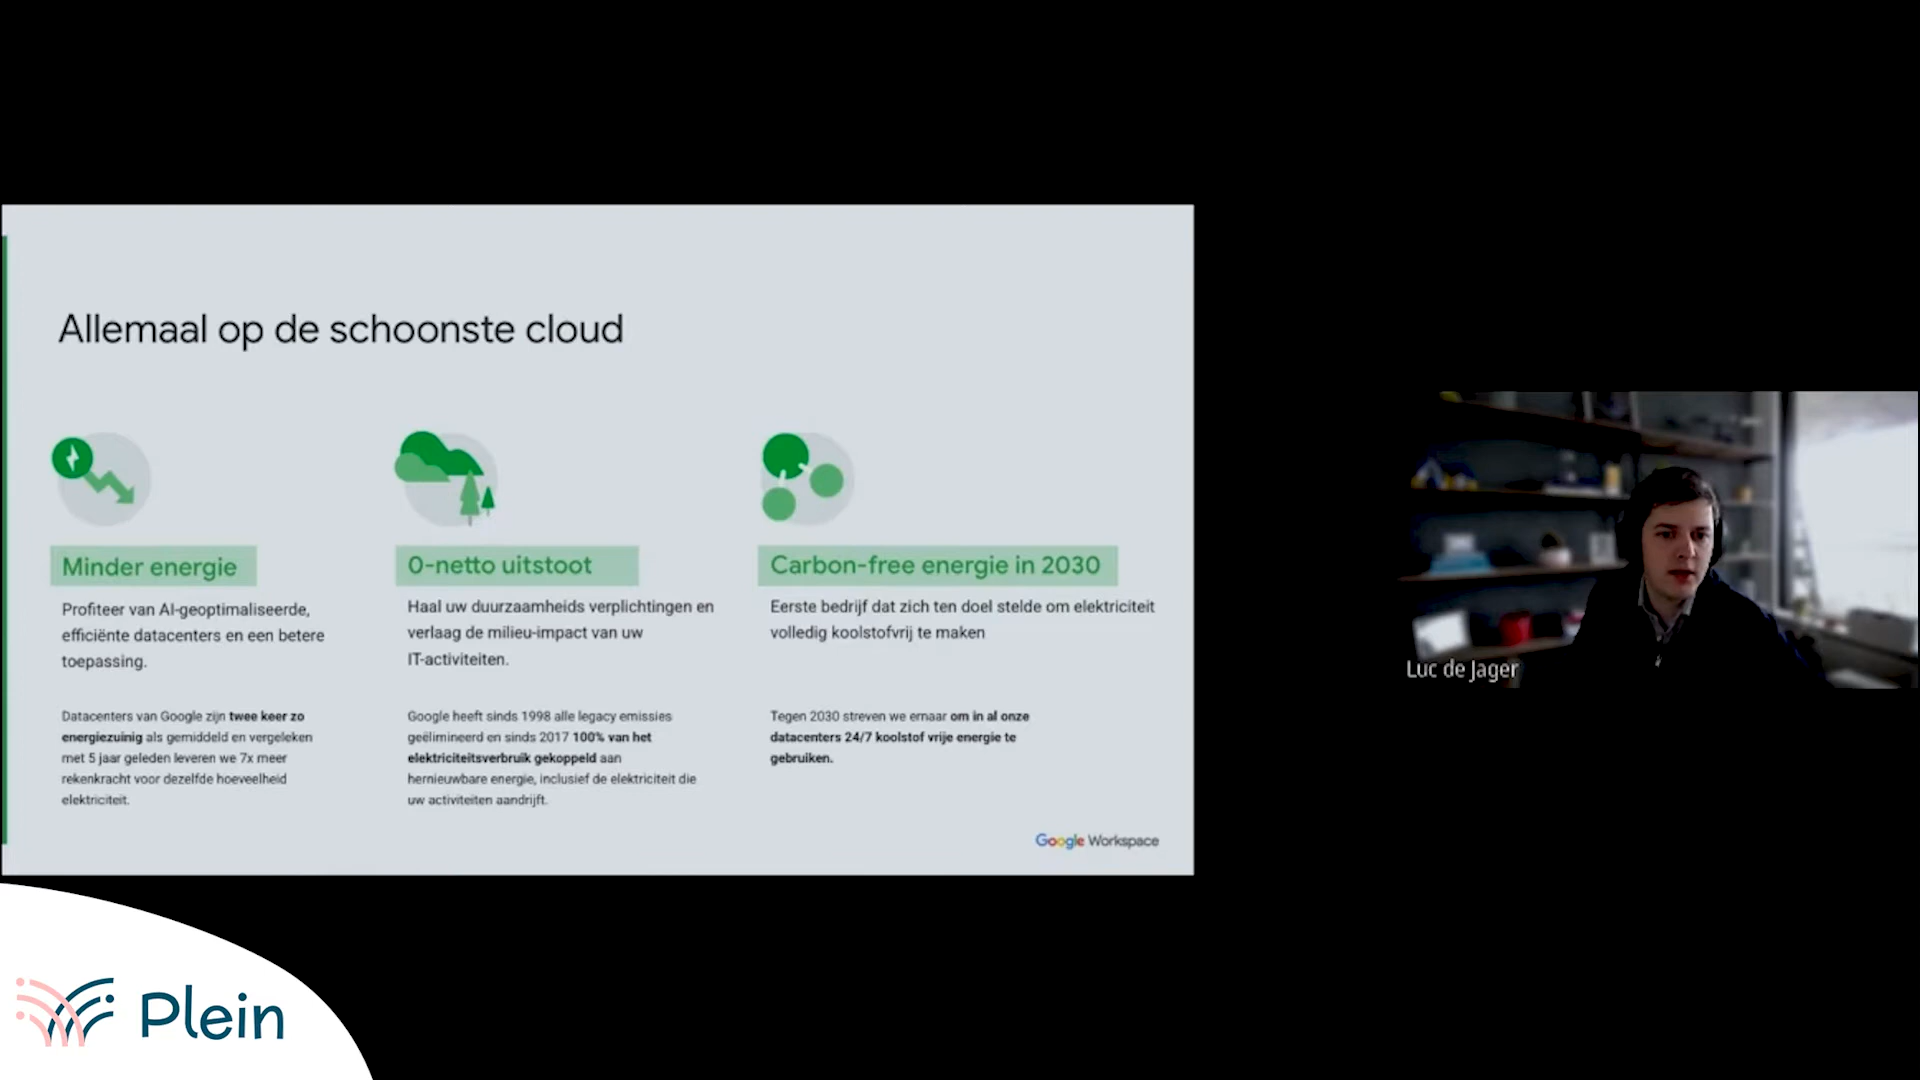 Allemaal op de schoonste cloud
Minder energie
Profiteer van AI-geoptimaliseerde,
efficiënte datacenters en een betere
toepassing.
Datacenters van Google zijn twee keer zo
energiezuinig als gemiddeld en vergeleken
met 5 jaar geleden leveren we 7x meer
rekenkracht voor dezelfde hoeveelheid
elektriciteit.
0-netto uitstoot
Haal uw duurzaamheids verplichtingen en
verlaag de milieu-impact van uw
IT-activiteiten.
Google heeft sinds 1998 alle legacy emissies
geëlimineerd en sinds 2017 100% van het
elektriciteitsverbruik gekoppeld aan
hernieuwbare energie, inclusief de elektriciteit die
uw activiteiten aandrijft.
Carbon-free energie in 2030
Eerste bedrijf dat zich ten doel stelde om elektriciteit
volledig koolstofvrij te maken
Tegen 2030 streven we ernaar om in al onze
datacenters 24/7 koolstof vrije energie te
gebruiken.
Google Workspace
Luc de Jager
Plein